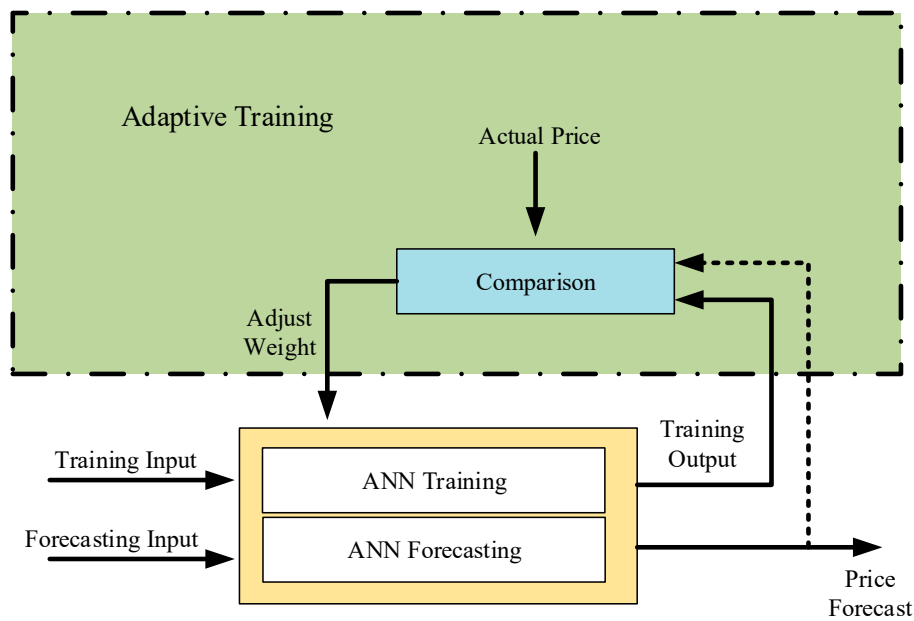 Adaptive Training
Actual Price
Comparison
Adjust
Weight
Training
Output
Training Input
ANN Training
Forecasting Input
ANN Forecasting
Price
Forecast